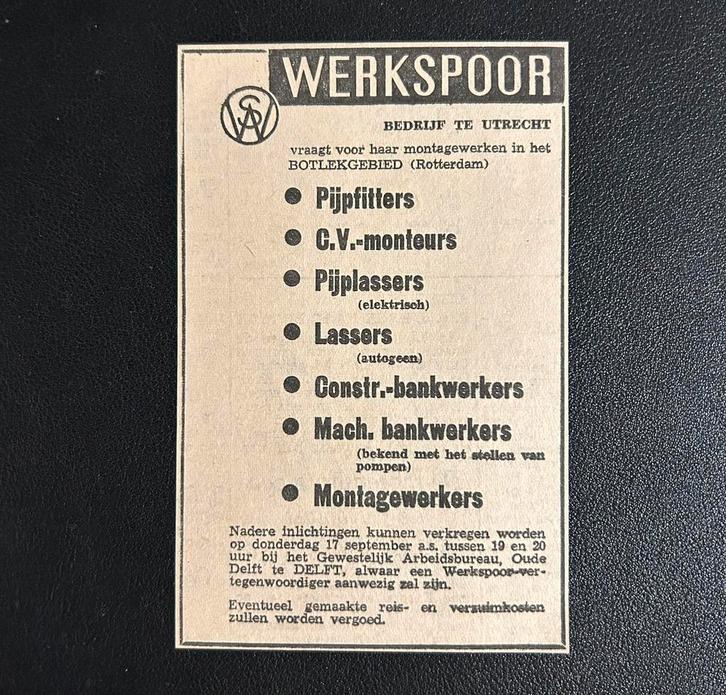 WERKSPOOR
WSA
BEDRIJF TE UTRECHT
vraagt voor haar montagewerken in het
BOTLEKGEBIED (Rotterdam)
● Pijpfitters
● C.V.-monteurs
● Pijplassers
(elektrisch)
● Lassers
(autogeen)
● Constr.-bankwerkers
● Mach. bankwerkers
(bekend met het stellen van
pompen)
● Montagewerkers
Nadere inlichtingen kunnen verkregen worden
op donderdag 17 september a.s. tussen 19 en 20
uur bij het Gewestelijk Arbeidsbureau, Oude
Delft te DELFT, alwaar een Werkspoor-ver-
tegenwoordiger aanwezig zal zijn.
Eventueel gemaakte reis- en verzuimkosten
zullen worden vergoed.